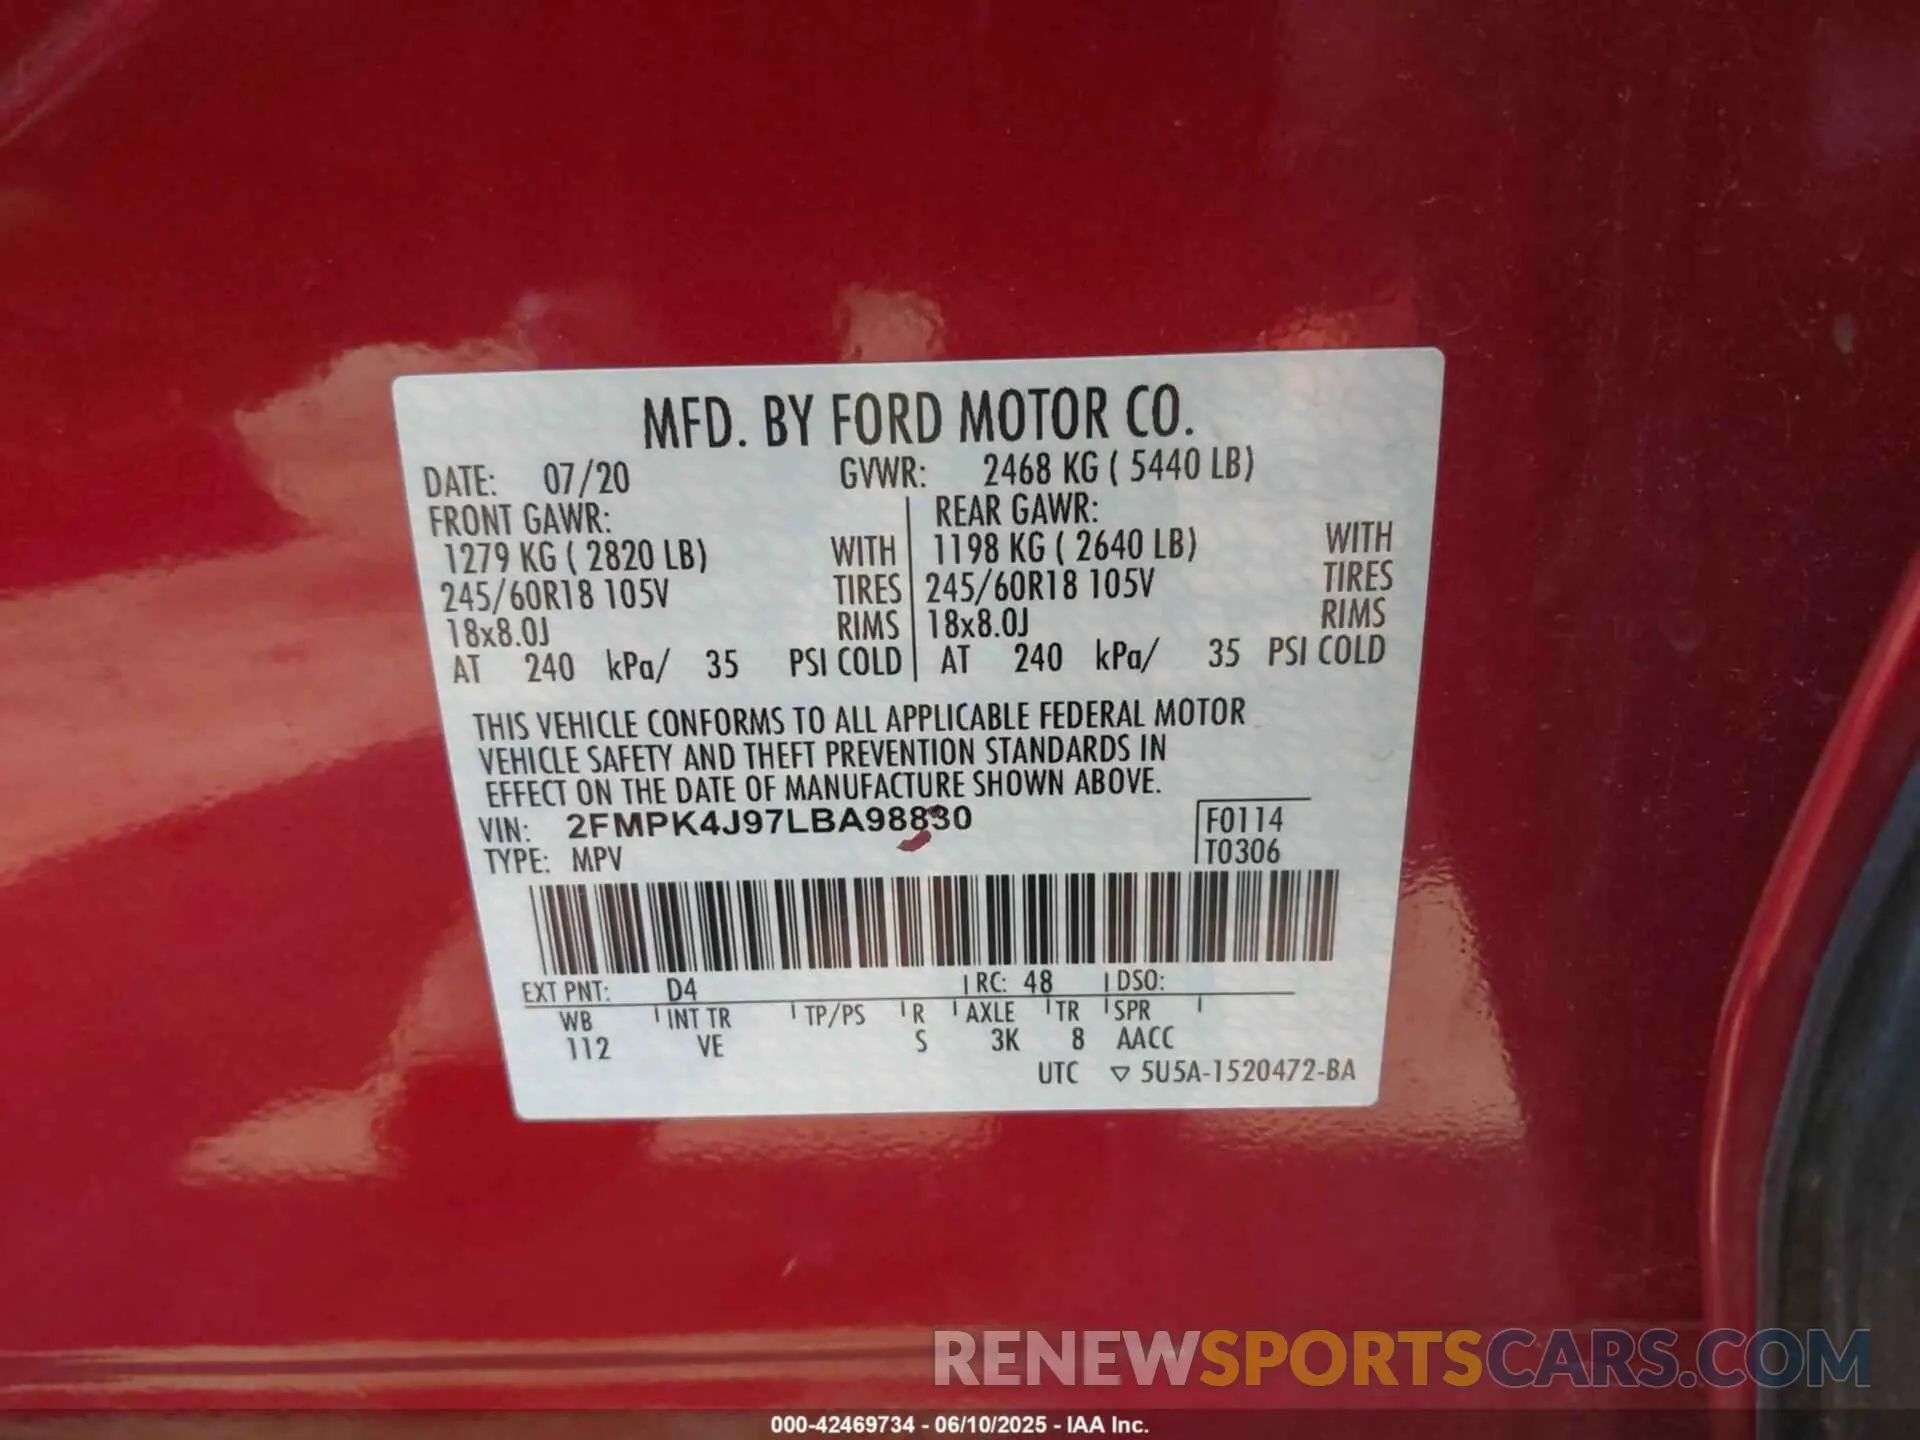 MFD. BY FORD MOTOR CO.
DATE: 07/20 GVWR: 2468 KG ( 5440 LB)
FRONT GAWR: REAR GAWR:
1279 KG ( 2820 LB) WITH 1198 KG ( 2640 LB) WITH
245/60R18 105V TIRES 245/60R18 105V TIRES
18x8.0J RIMS 18x8.0J RIMS
AT 240 kPa/ 35 PSI COLD AT 240 kPa/ 35 PSI COLD
THIS VEHICLE CONFORMS TO ALL APPLICABLE FEDERAL MOTOR
VEHICLE SAFETY AND THEFT PREVENTION STANDARDS IN
EFFECT ON THE DATE OF MANUFACTURE SHOWN ABOVE.
VIN: 2FMPK4J97LBA98830 F0114
TYPE: MPV T0306
EXT PNT: D4 RC: 48 DSO:
WB INT TR TP/PS R AXLE TR SPR
112 VE S 3K 8 AACC
UTC ▽ 5U5A-1520472-BA
RENEWSPORTSCARS.COM
000-42469734 - 06/10/2025 - IAA Inc.